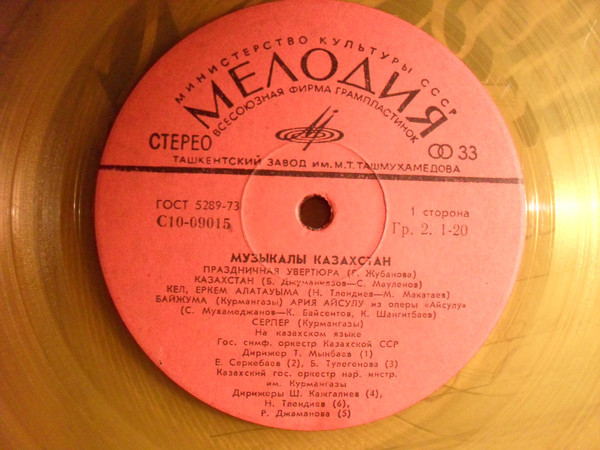 МИНИСТЕРСТВО КУЛЬТУРЫ СССР
МЕЛОДИЯ
ВСЕСОЮЗНАЯ ФИРМА ГРАМПЛАСТИНОК
СТЕРЕО
33
ТАШКЕНТСКИЙ ЗАВОД им. М.Т. ТАШМУХАМЕДОВА
ГОСТ 5289-73
С10-09015
1 сторона
Гр. 2. 1-20
МУЗЫКАЛЫ КАЗАХСТАН
ПРАЗДНИЧНАЯ УВЕРТЮРА (Г. Жубанова)
КАЗАХСТАН (Б. Джуманиязов—С. Мауленов)
КЕЛ, ЕРКЕМ АЛАТАУЫМА (Н. Тлендиев—М. Макатаев)
БАЙЖУМА (Курмангазы) АРИЯ АЙСУЛУ из оперы «Айсулу»
(С. Мухамеджанов—К. Байсентов, К. Шангитбаев)
СЕРПЕР (Курмангазы)
На казахском языке
Гос. симф. оркестр Казахской ССР
Дирижер Т. Мынбаев (1)
Е. Серкебаев (2), Б. Тулегенова (3)
Казахский гос. оркестр нар. инстр.
им. Курмангазы
Дирижеры Ш. Кажгалиев (4),
Н. Тлендиев (6),
Р. Джаманова (5)